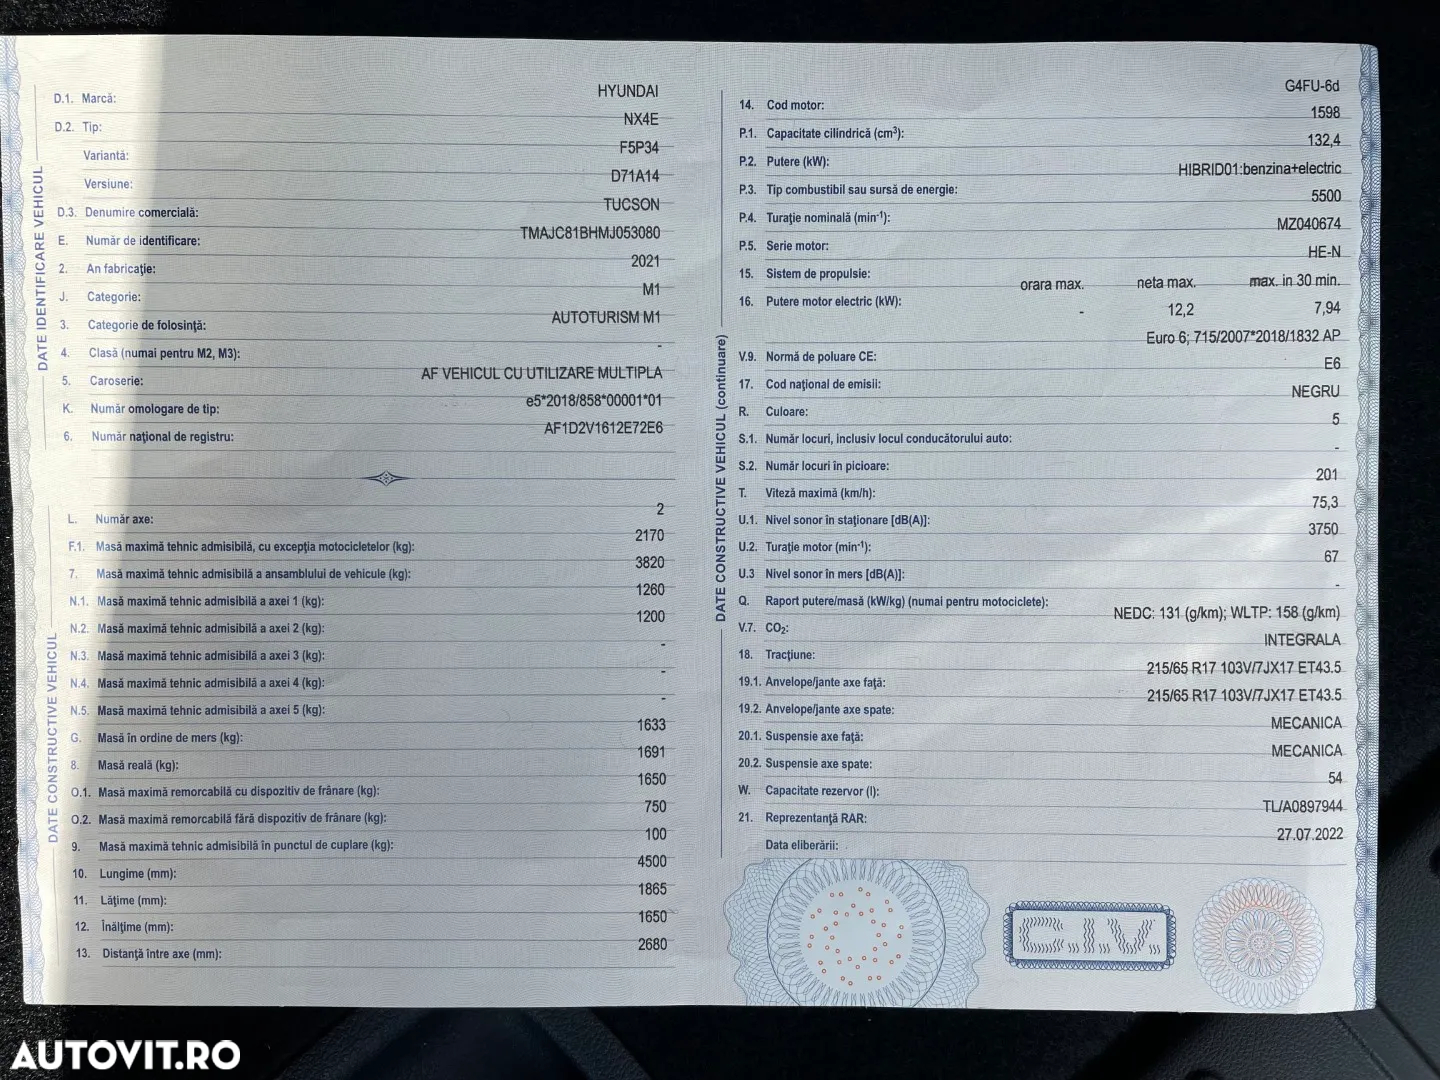 DATE IDENTIFICARE VEHICUL
D.1. Marcă: HYUNDAI
D.2. Tip: NX4E
Variantă: F5P34
Versiune: D71A14
D.3. Denumire comercială: TUCSON
E. Număr de identificare: TMAJC81BHMJ053080
2. An fabricaţie: 2021
J. Categorie: M1
3. Categorie de folosinţă: AUTOTURISM M1
4. Clasă (numai pentru M2, M3): -
5. Caroserie: AF VEHICUL CU UTILIZARE MULTIPLA
K. Număr omologare de tip: e5*2018/858*00001*01
6. Număr naţional de registru: AF1D2V1612E72E6
DATE CONSTRUCTIVE VEHICUL
L. Număr axe: 2
F.1. Masă maximă tehnic admisibilă, cu excepţia motocicletelor (kg): 2170
7. Masă maximă tehnic admisibilă a ansamblului de vehicule (kg): 3820
N.1. Masă maximă tehnic admisibilă a axei 1 (kg): 1260
N.2. Masă maximă tehnic admisibilă a axei 2 (kg): 1200
N.3. Masă maximă tehnic admisibilă a axei 3 (kg): -
N.4. Masă maximă tehnic admisibilă a axei 4 (kg): -
N.5. Masă maximă tehnic admisibilă a axei 5 (kg): -
G. Masă în ordine de mers (kg): 1633
8. Masă reală (kg): 1691
O.1. Masă maximă remorcabilă cu dispozitiv de frânare (kg): 1650
O.2. Masă maximă remorcabilă fără dispozitiv de frânare (kg): 750
9. Masă maximă tehnic admisibilă în punctul de cuplare (kg): 100
10. Lungime (mm): 4500
11. Lăţime (mm): 1865
12. Înălţime (mm): 1650
13. Distanţă între axe (mm): 2680
DATE CONSTRUCTIVE VEHICUL (continuare)
14. Cod motor: G4FU-6d
P.1. Capacitate cilindrică (cm³): 1598
P.2. Putere (kW): 132,4
P.3. Tip combustibil sau sursă de energie: HIBRID01:benzina+electric
P.4. Turaţie nominală (min⁻¹): 5500
P.5. Serie motor: MZ040674
15. Sistem de propulsie: HE-N
16. Putere motor electric (kW): orara max. neta max. max. in 30 min.
- 12,2 7,94
V.9. Normă de poluare CE: Euro 6; 715/2007*2018/1832 AP
17. Cod naţional de emisii: E6
R. Culoare: NEGRU
S.1. Număr locuri, inclusiv locul conducătorului auto: 5
S.2. Număr locuri în picioare: -
T. Viteză maximă (km/h): 201
U.1. Nivel sonor în staţionare [dB(A)]: 75,3
U.2. Turaţie motor (min⁻¹): 3750
U.3 Nivel sonor în mers [dB(A)]: 67
Q. Raport putere/masă (kW/kg) (numai pentru motociclete): -
V.7. CO₂: NEDC: 131 (g/km); WLTP: 158 (g/km)
18. Tracţiune: INTEGRALA
19.1. Anvelope/jante axe faţă: 215/65 R17 103V/7JX17 ET43.5
19.2. Anvelope/jante axe spate: 215/65 R17 103V/7JX17 ET43.5
20.1. Suspensie axe faţă: MECANICA
20.2. Suspensie axe spate: MECANICA
W. Capacitate rezervor (l): 54
21. Reprezentanţă RAR: TL/A0897944
Data eliberării: 27.07.2022
C.I.V.
AUTOVIT.RO